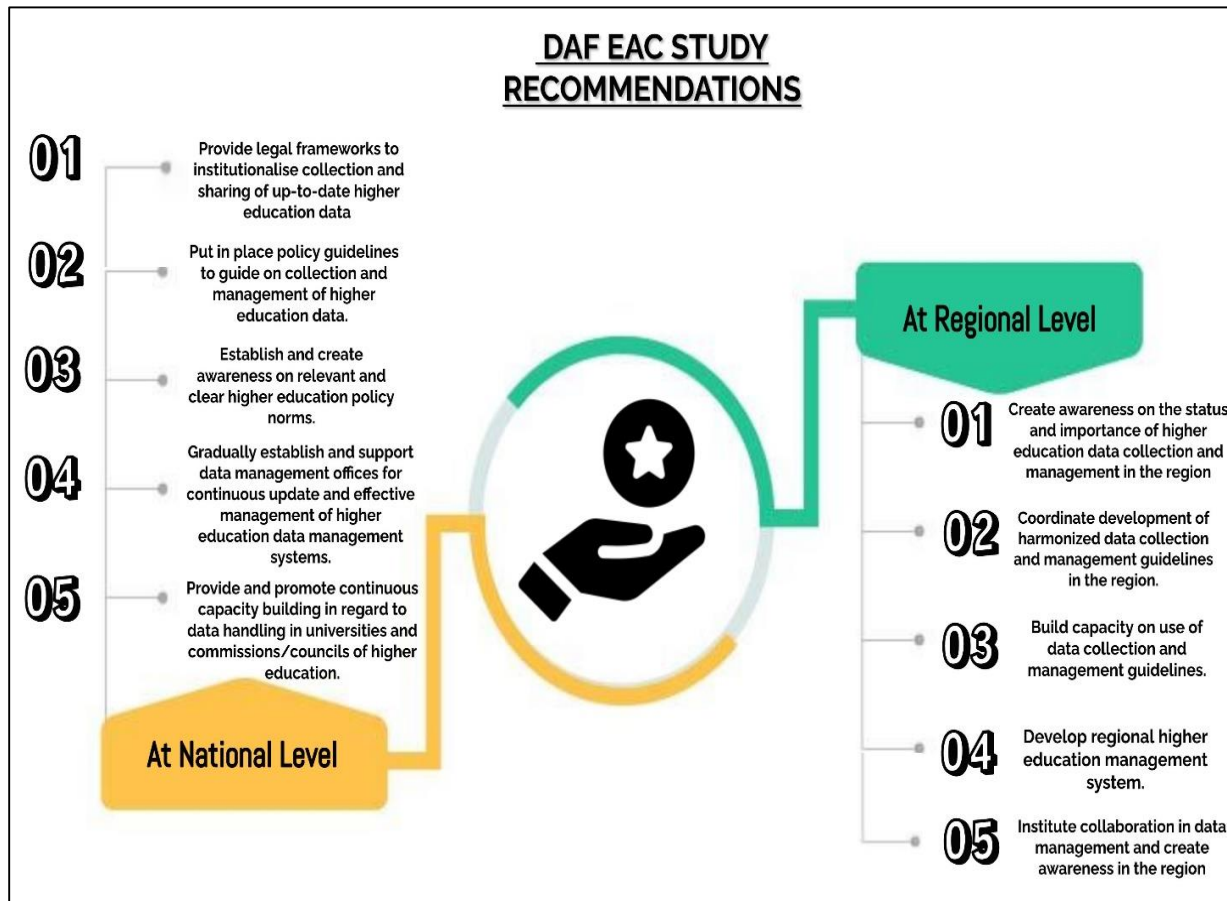 DAF EAC STUDY
RECOMMENDATIONS
01
Provide legal frameworks to
institutionalise collection and
sharing of up-to-date higher
education data
02
Put in place policy guidelines
to guide on collection and
management of higher
education data.
03
Establish and create
awareness on relevant and
clear higher education policy
norms.
04
Gradually establish and support
data management offices for
continuous update and effective
management of higher
education data management
systems.
05
Provide and promote continuous
capacity building in regard to
data handling in universities and
commissions/councils of higher
education.
At National Level
At Regional Level
01
Create awareness on the status
and importance of higher
education data collection and
management in the region
02
Coordinate development of
harmonized data collection
and management guidelines
in the region.
03
Build capacity on use of
data collection and
management guidelines.
04
Develop regional higher
education management
system.
05
Institute collaboration in data
management and create
awareness in the region